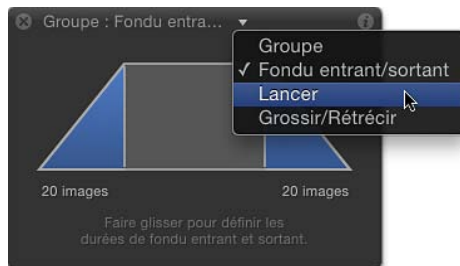 Groupe : Fondu entra...
Groupe
✓ Fondu entrant/sortant
Lancer
Grossir/Rétrécir
20 images
20 images
Faire glisser pour définir les
durées de fondu entrant et sortant.